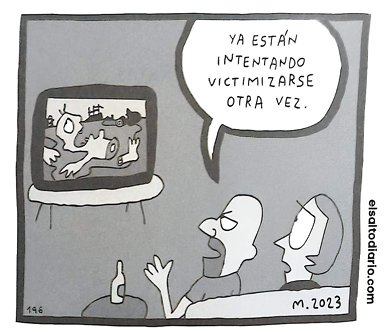 YA ESTÁN
INTENTANDO
VICTIMIZARSE
OTRA VEZ.
elsaltodiario.com
196
M. 2023